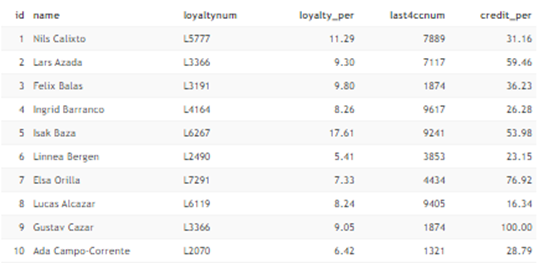 id name loyaltynum loyalty_per last4ccnum credit_per
1 Nils Calixto L5777 11.29 7889 31.16
2 Lars Azada L3366 9.30 7117 59.46
3 Felix Balas L3191 9.80 1874 36.23
4 Ingrid Barranco L4164 8.26 9617 26.28
5 Isak Baza L6267 17.61 9241 53.98
6 Linnea Bergen L2490 5.41 3853 23.15
7 Elsa Orilla L7291 7.33 4434 76.92
8 Lucas Alcazar L6119 8.24 9405 16.34
9 Gustav Cazar L3366 9.05 1874 100.00
10 Ada Campo-Corrente L2070 6.42 1321 28.79